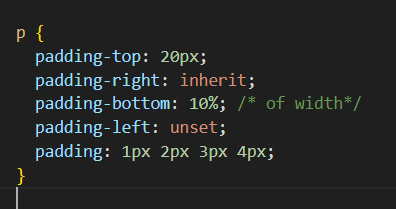 p {
  padding-top: 20px;
  padding-right: inherit;
  padding-bottom: 10%; /* of width*/
  padding-left: unset;
  padding: 1px 2px 3px 4px;
}